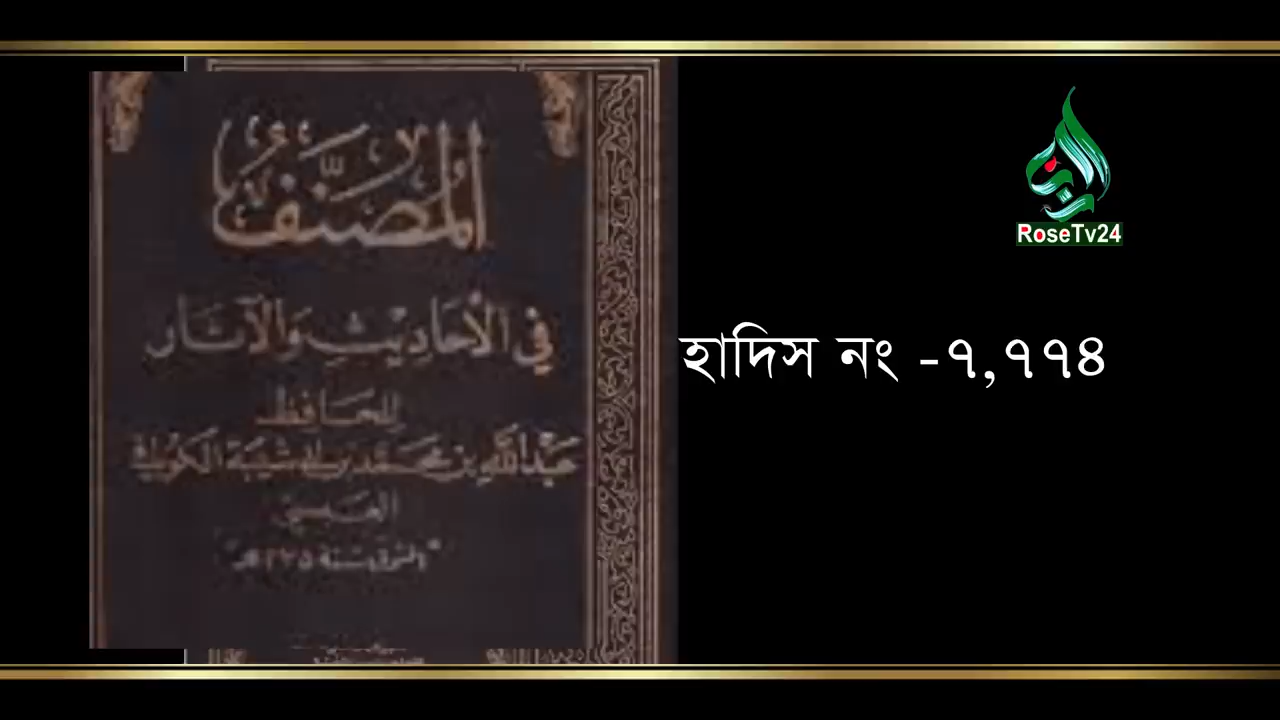 المصنف
في الأحاديث والآثار
للحافظ
عبد الله بن محمد بن أبي شيبة الكوفي
العبسي
المتوفى سنة ٢٣٥ هـ
RoseTv24
হাদিস নং -৭,৭৭৪